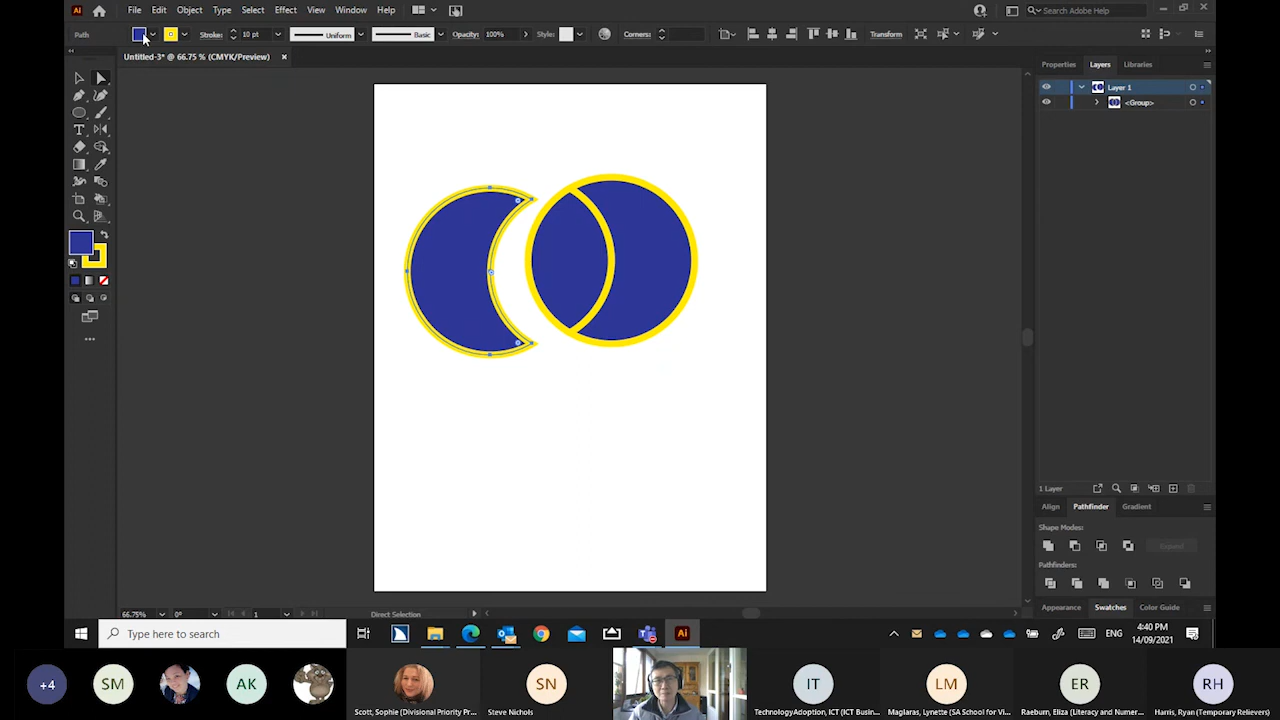 Ai
File Edit Object Type Select Effect View Window Help
Search Adobe Help
Path
Stroke: 10 pt Uniform Basic Opacity: 100% Style: Corners: Transform
Untitled-3* @ 66.75 % (CMYK/Preview)
Properties Layers Libraries
Layer 1
<Group>
T
1 Layer
Align Pathfinder Gradient
Shape Modes:
Expand
Pathfinders:
Appearance Swatches Color Guide
66.75% 0° 1 Direct Selection
Type here to search
Ai
ENG
4:40 PM
14/09/2021
+4
SM
AK
SN
IT
LM
ER
RH
Scott, Sophie (Divisional Priority Pr...
Steve Nichols
TechnologyAdoption, ICT (ICT Busin...
Maglaras, Lynette (SA School for Vi...
Raeburn, Eliza (Literacy and Numer...
Harris, Ryan (Temporary Relievers)